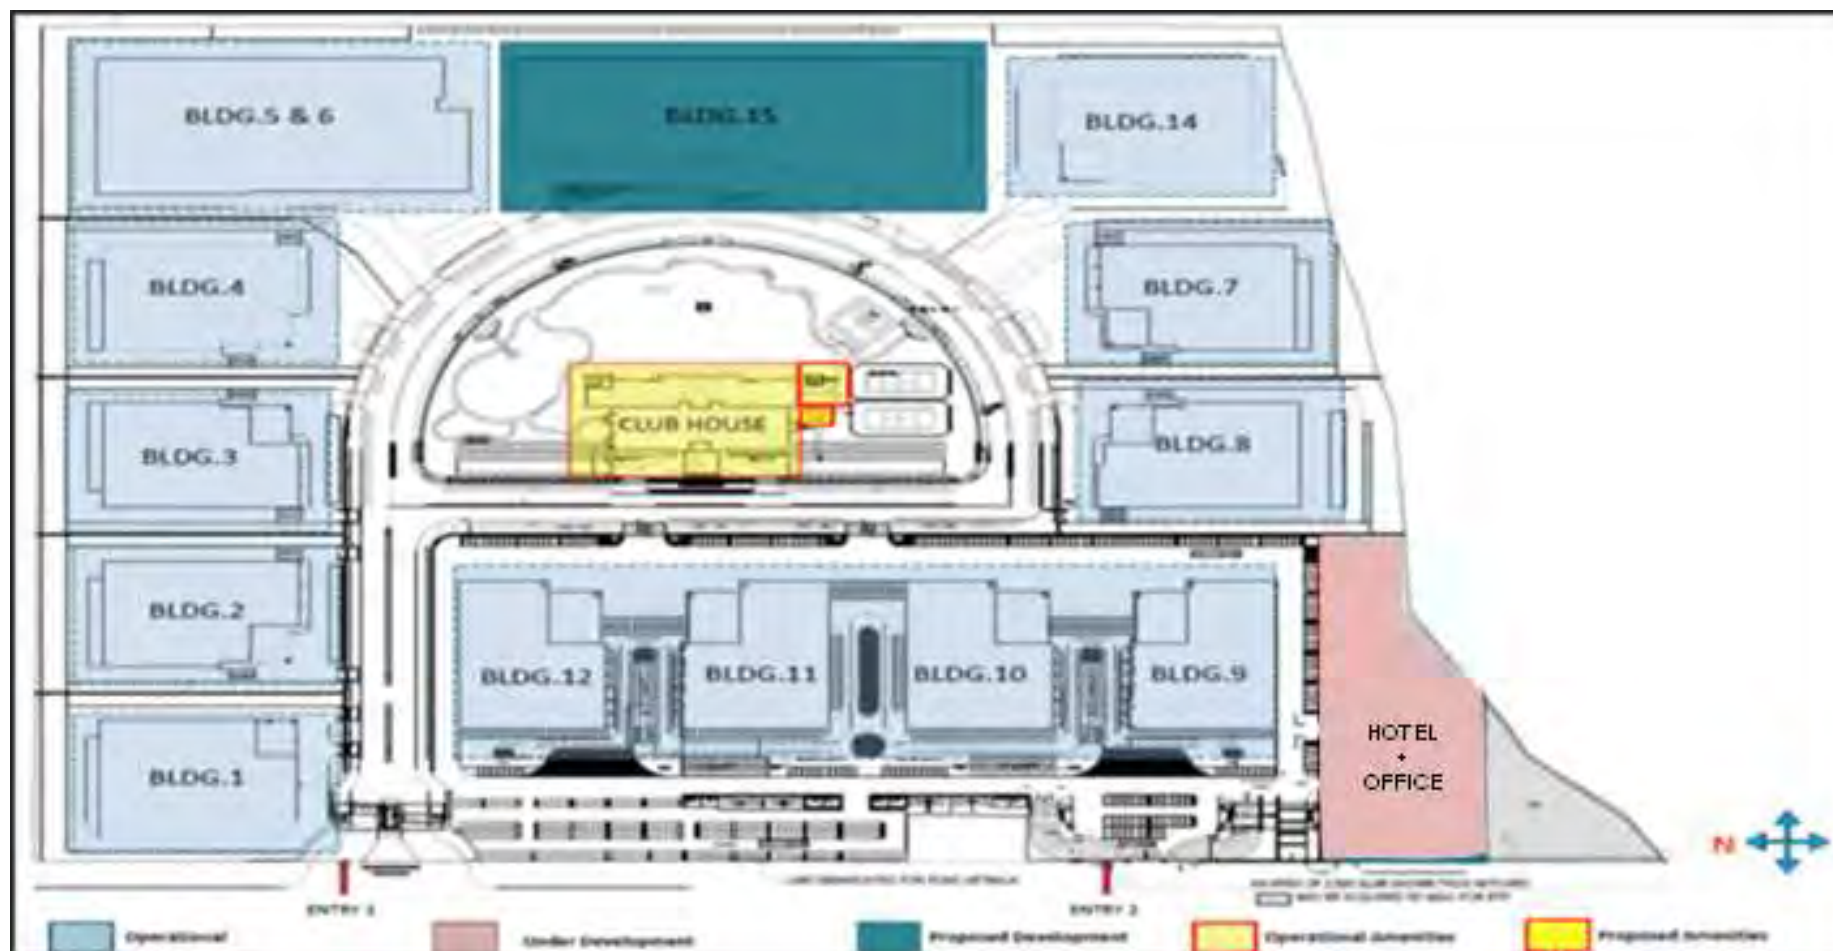 BLDG.5 & 6
BLDG.15
BLDG.14
BLDG.4
BLDG.7
CLUB HOUSE
BLDG.3
BLDG.8
BLDG.2
BLDG.12
BLDG.11
BLDG.10
BLDG.9
BLDG.1
HOTEL
+
OFFICE
N
ENTRY 1
ENTRY 2
Operational
Under Development
Proposed Development
Operational Amenities
Proposed Amenities